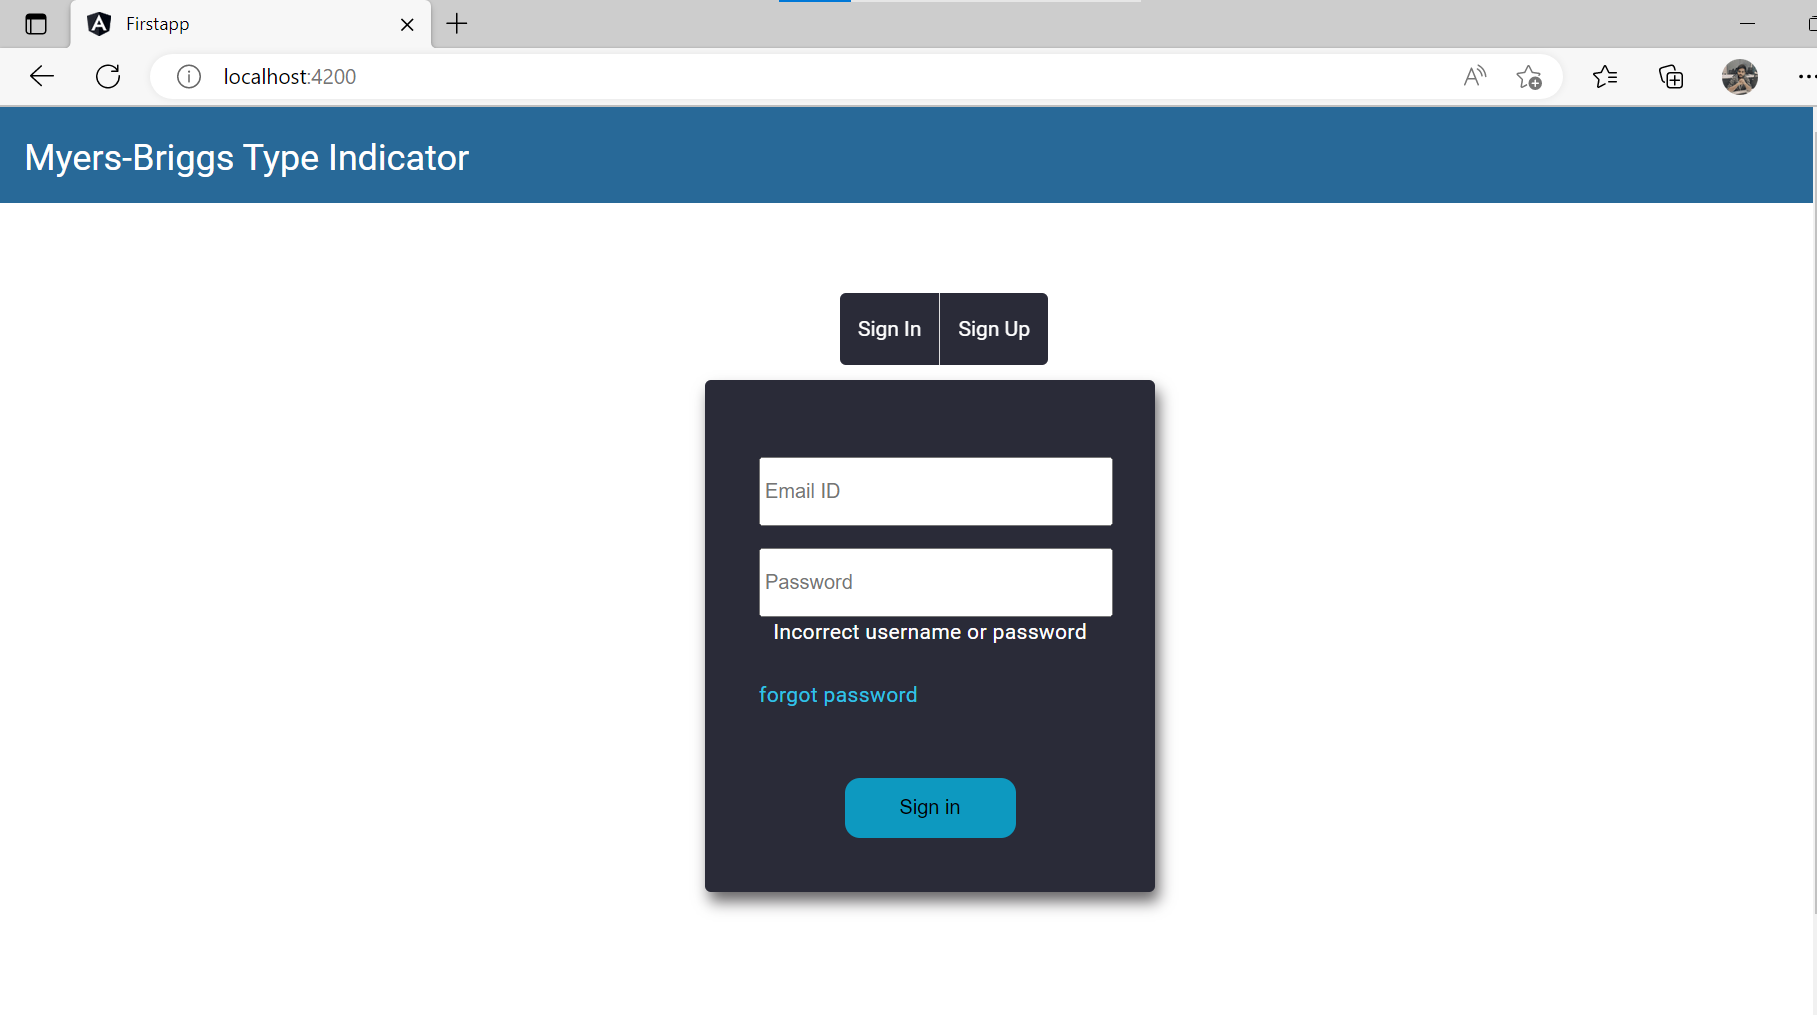 Firstapp
localhost:4200
Myers-Briggs Type Indicator
Sign In Sign Up
Email ID
Password
Incorrect username or password
forgot password
Sign in